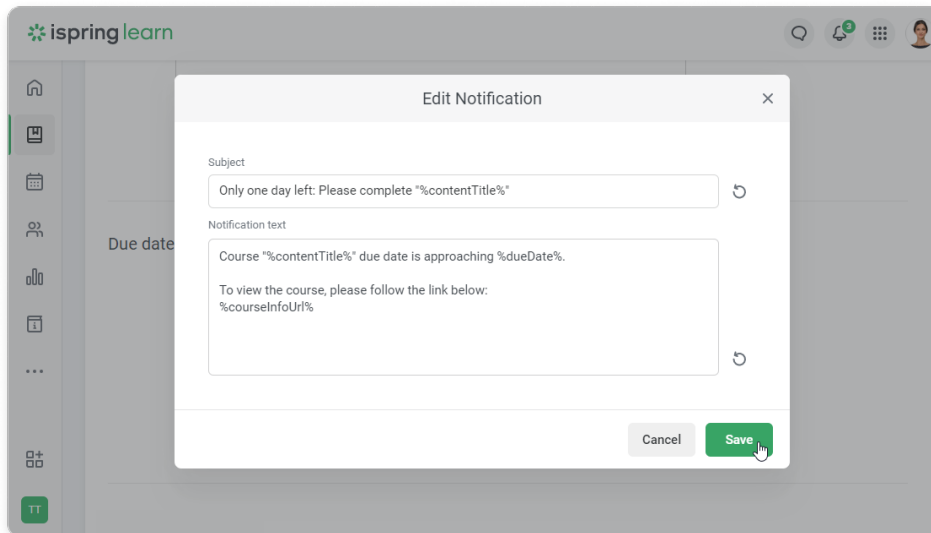 ispring learn
Edit Notification
Subject
Only one day left: Please complete "%contentTitle%"
Notification text
Due date
Course "%contentTitle%" due date is approaching %dueDate%.
To view the course, please follow the link below:
%courseInfoUrl%
Cancel
Save
TT